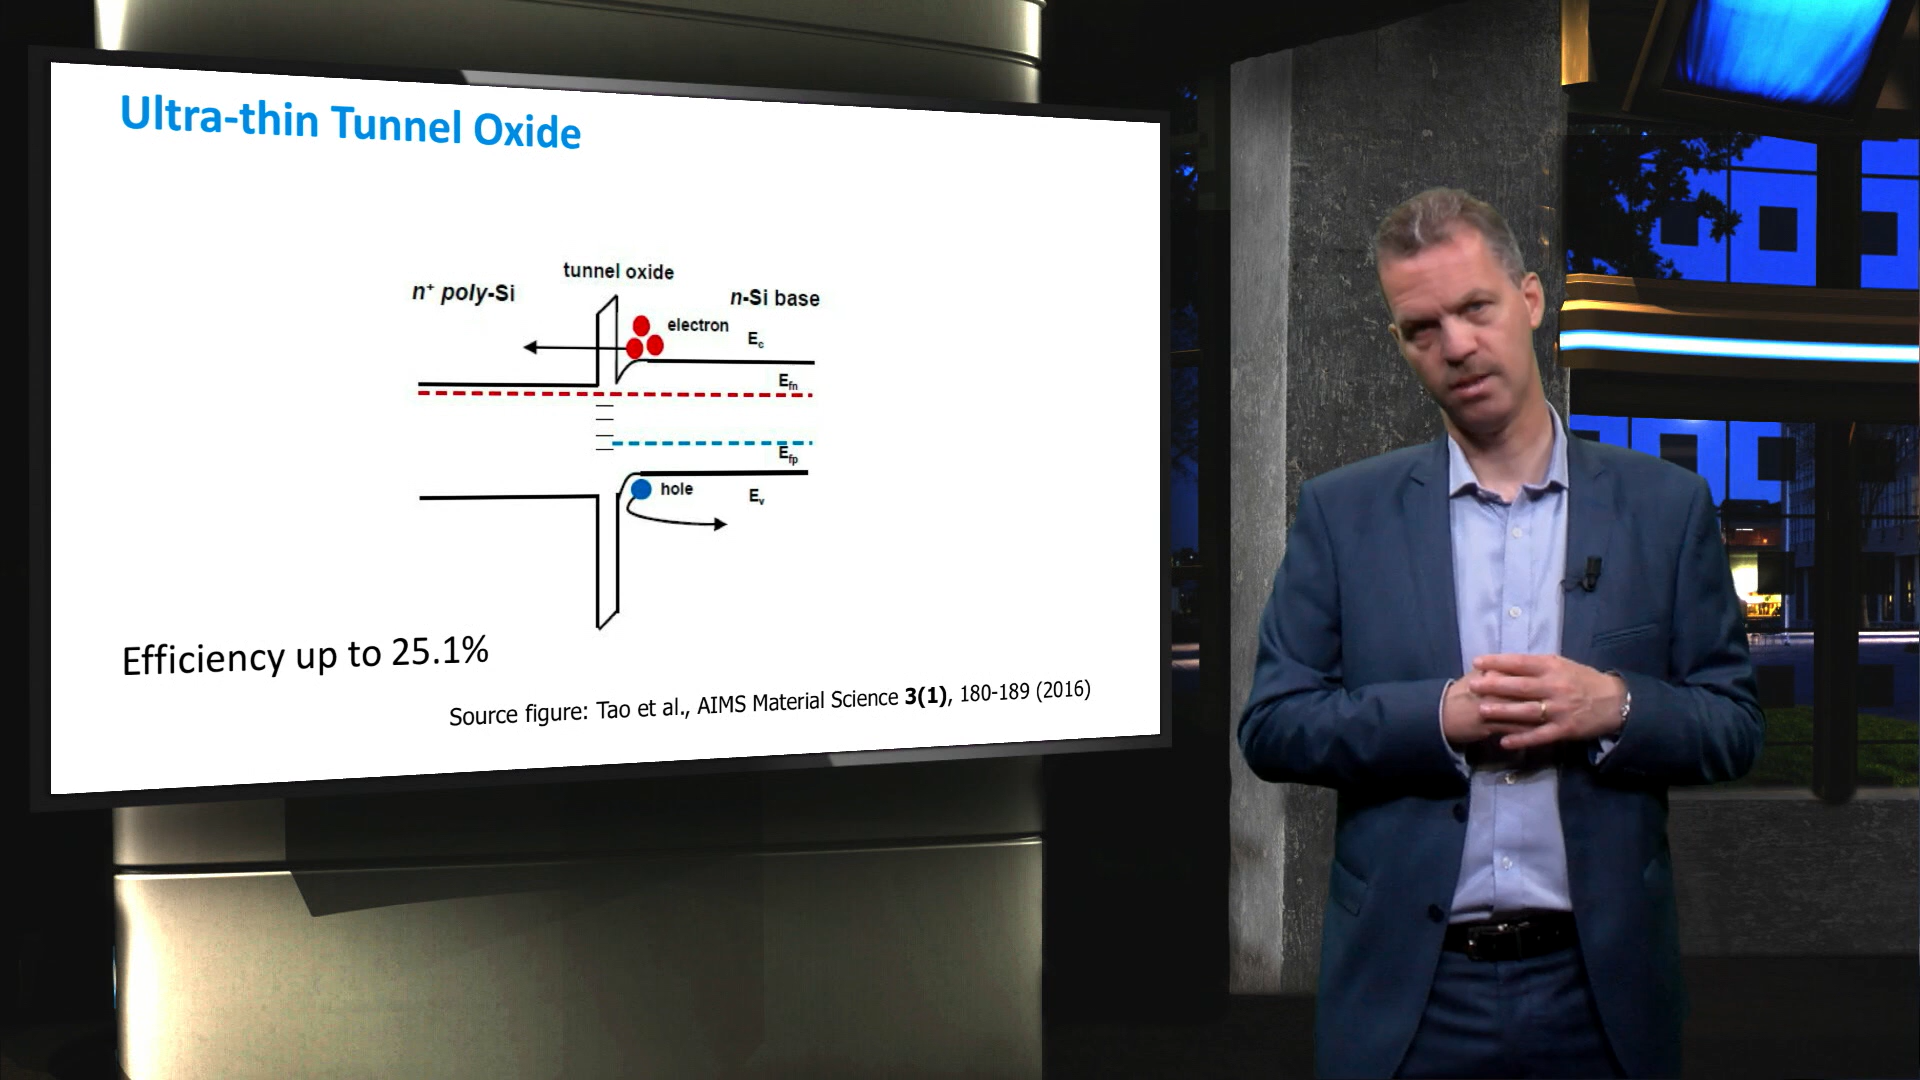 Ultra-thin Tunnel Oxide
tunnel oxide
n⁺ poly-Si
n-Si base
electron
Ec
Efn
Efp
hole
Ev
Efficiency up to 25.1%
Source figure: Tao et al., AIMS Material Science 3(1), 180-189 (2016)